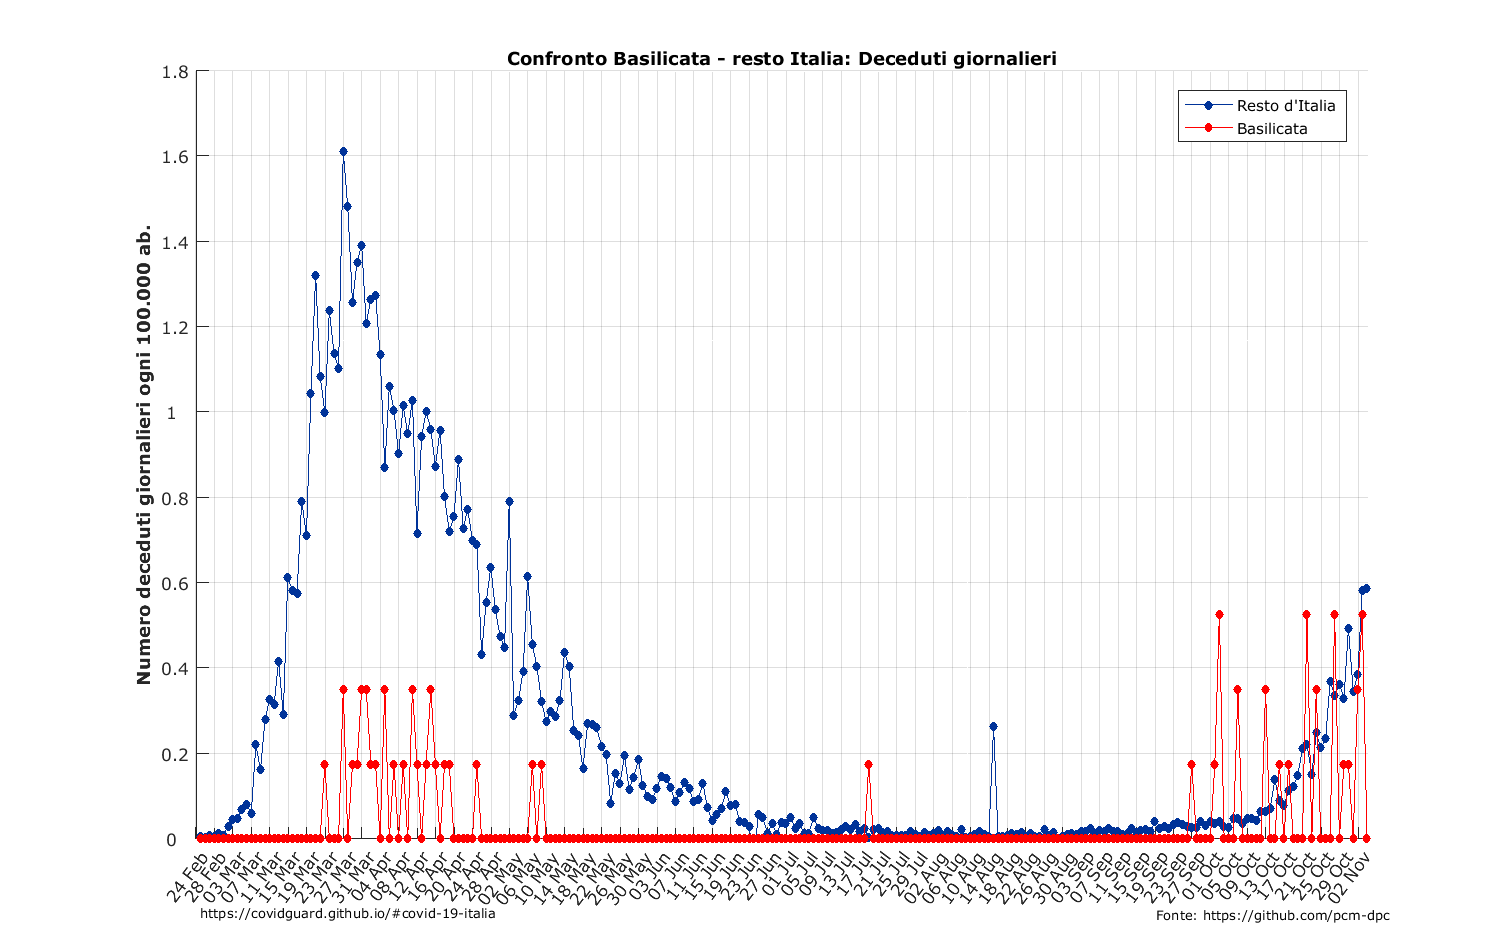 Confronto Basilicata - resto Italia: Deceduti giornalieri
Numero deceduti giornalieri ogni 100.000 ab.
1.8
1.6
1.4
1.2
1
0.8
0.6
0.4
0.2
0
Resto d'Italia
Basilicata
24 Feb
28 Feb
03 Mar
07 Mar
11 Mar
15 Mar
19 Mar
23 Mar
27 Mar
31 Mar
04 Apr
08 Apr
12 Apr
16 Apr
20 Apr
24 Apr
28 Apr
02 May
06 May
10 May
14 May
18 May
22 May
26 May
30 May
03 Jun
07 Jun
11 Jun
15 Jun
19 Jun
23 Jun
27 Jun
01 Jul
05 Jul
09 Jul
13 Jul
17 Jul
21 Jul
25 Jul
29 Jul
02 Aug
06 Aug
10 Aug
14 Aug
18 Aug
22 Aug
26 Aug
30 Aug
03 Sep
07 Sep
11 Sep
15 Sep
19 Sep
23 Sep
27 Sep
01 Oct
05 Oct
09 Oct
13 Oct
17 Oct
21 Oct
25 Oct
29 Oct
02 Nov
https://covidguard.github.io/#covid-19-italia
Fonte: https://github.com/pcm-dpc